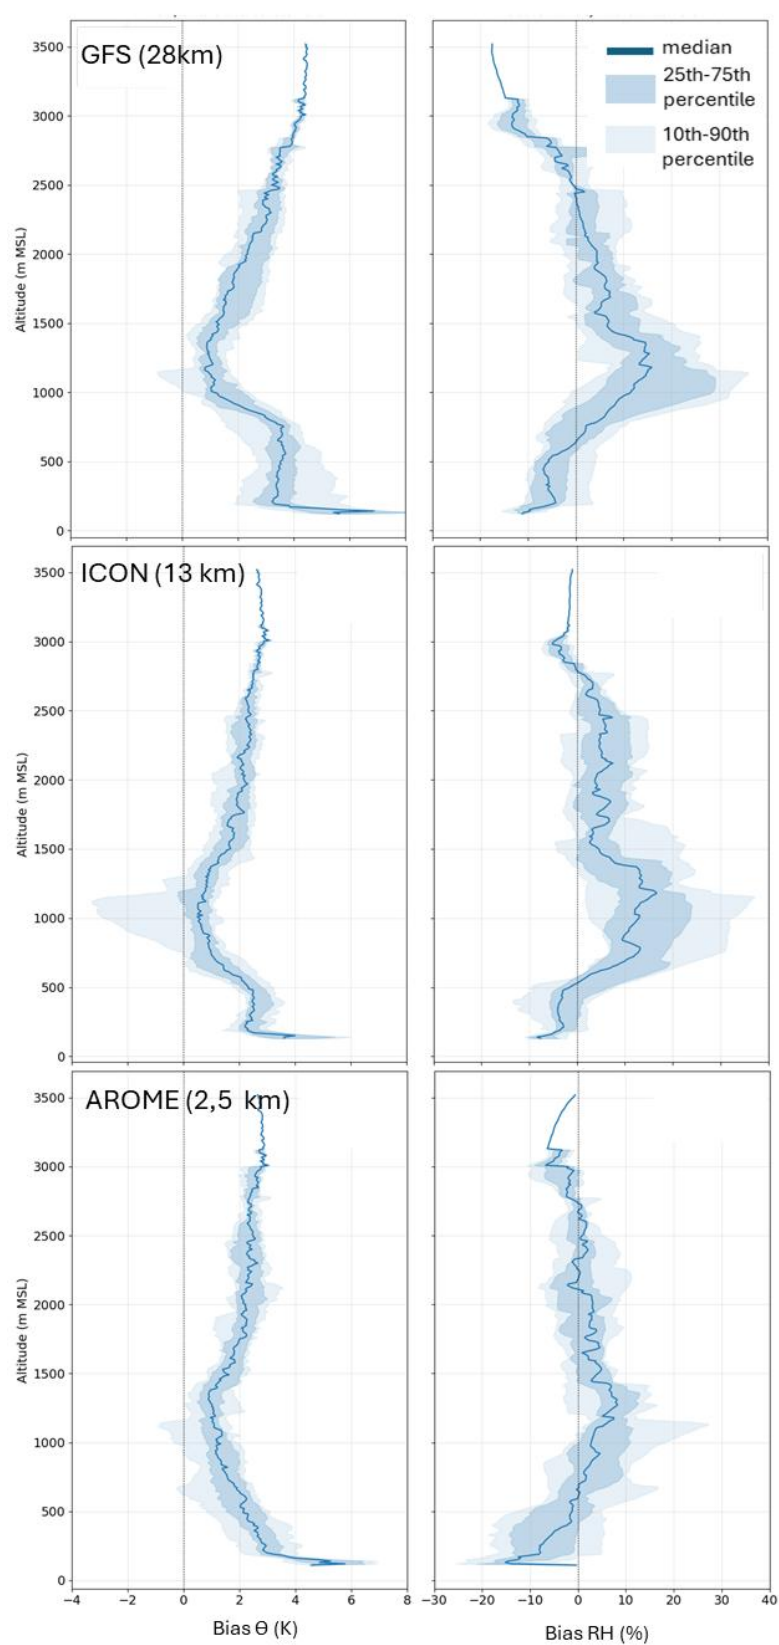 GFS (28km)
3500
3000
2500
2000
1500
1000
500
0
Altitude (m MSL)
median
25th-75th
percentile
10th-90th
percentile
ICON (13 km)
3500
3000
2500
2000
1500
1000
500
0
Altitude (m MSL)
AROME (2,5 km)
3500
3000
2500
2000
1500
1000
500
0
Altitude (m MSL)
−4 −2 0 2 4 6 8
−30 −20 −10 0 10 20 30 40
Bias Θ (K)
Bias RH (%)